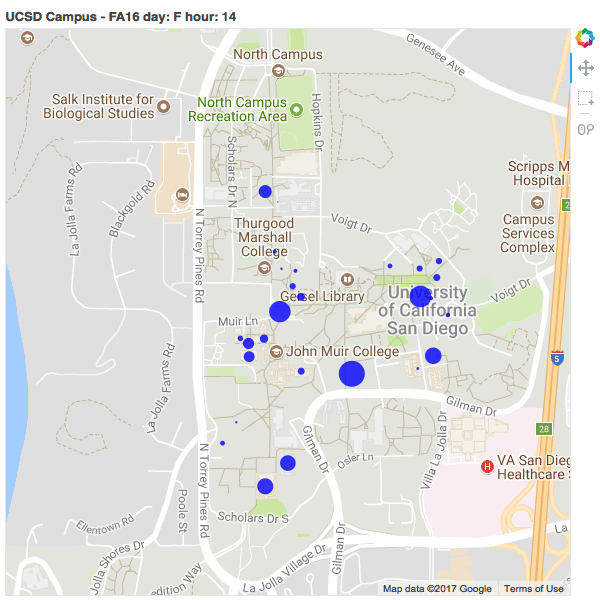 UCSD Campus - FA16 day: F hour: 14
North Campus
Genesee Ave
Salk Institute for
Biological Studies
North Campus
Recreation Area
Hopkins Dr
Scholars Dr N
La Jolla Farms Rd
Blackgold Rd
N Torrey Pines Rd
Scripps M
Hospital
2
Campus
Services
Complex
Voigt Dr
Thurgood
Marshall
College
Geisel Library
University
of California
San Diego
Voigt Dr
Muir Ln
John Muir College
5
La Jolla Farms Rd
Gilman Dr
Gilman Dr
Villa La Jolla Dr
28
Osler Ln
H
VA San Dieg
Healthcare
N Torrey Pines Rd
Poole St
Ellentown Rd
Scholars Dr S
Gilman Dr
La
La Jolla Shores Dr
edition Way
La Jolla Village Dr
Map data ©2017 Google
Terms of Use